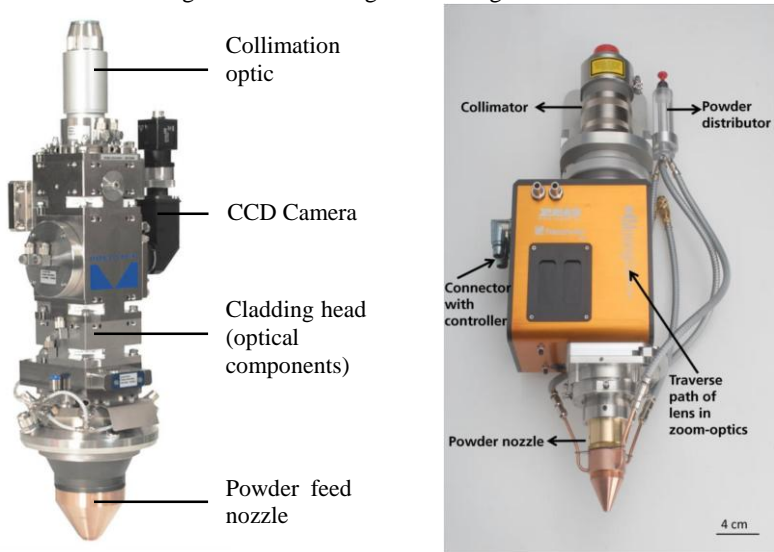 Collimation
optic
CCD Camera
Cladding head
(optical
components)
Powder feed
nozzle
Collimator
Powder
distributor
Connector
with
controller
Traverse
path of
lens in
zoom-optics
Powder nozzle
4 cm